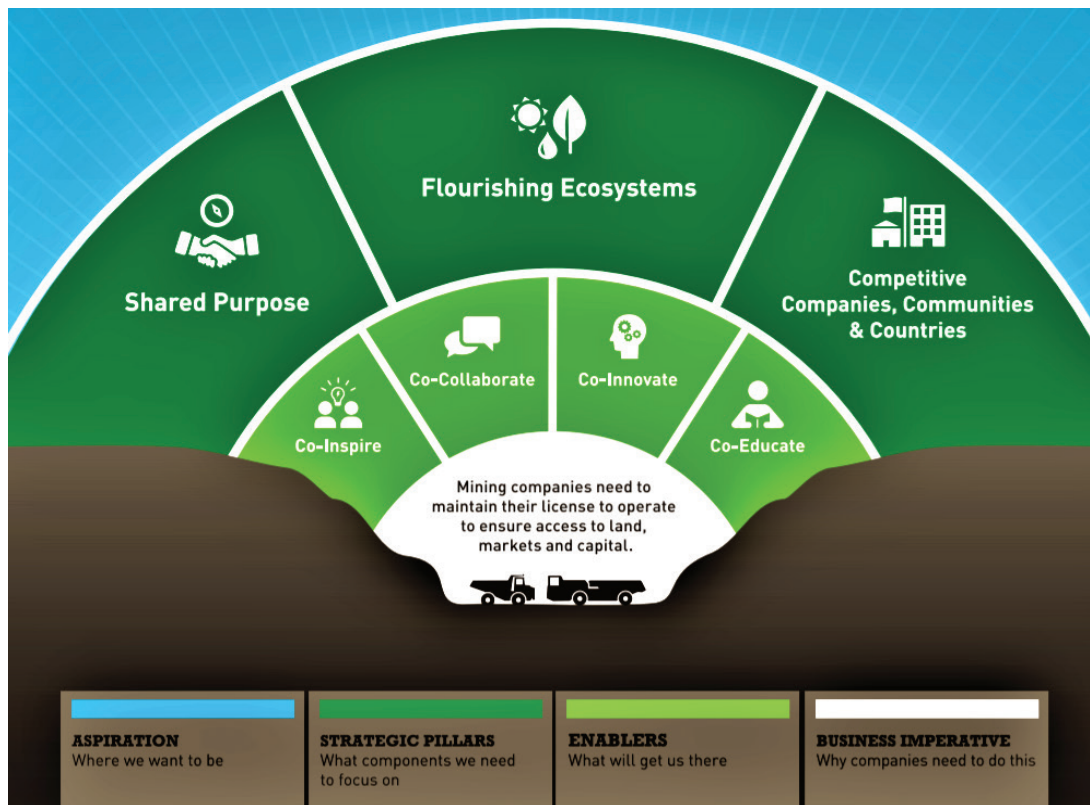 Flourishing Ecosystems
Shared Purpose
Competitive
Companies, Communities
& Countries
Co-Inspire
Co-Collaborate
Co-Innovate
Co-Educate
Mining companies need to
maintain their license to operate
to ensure access to land,
markets and capital.
ASPIRATION
Where we want to be
STRATEGIC PILLARS
What components we need
to focus on
ENABLERS
What will get us there
BUSINESS IMPERATIVE
Why companies need to do this